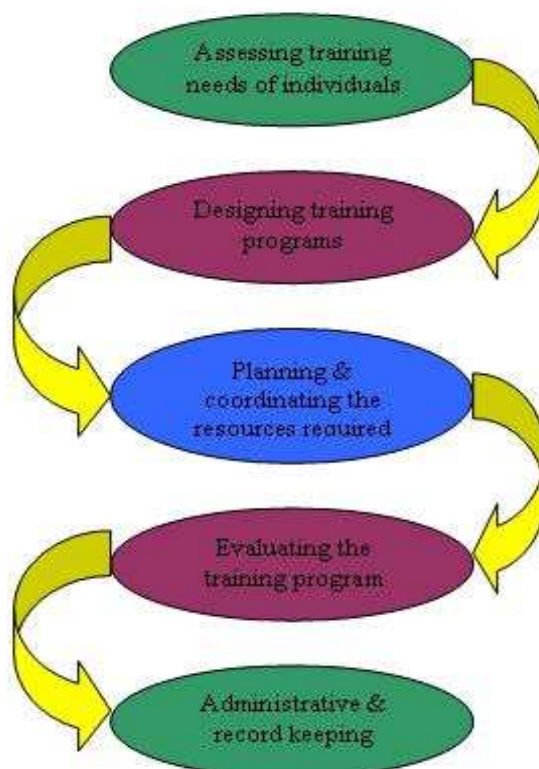 Assessing training
needs of individuals
Designing training
programs
Planning &
coordinating the
resources required
Evaluating the
training program
Administrative &
record keeping